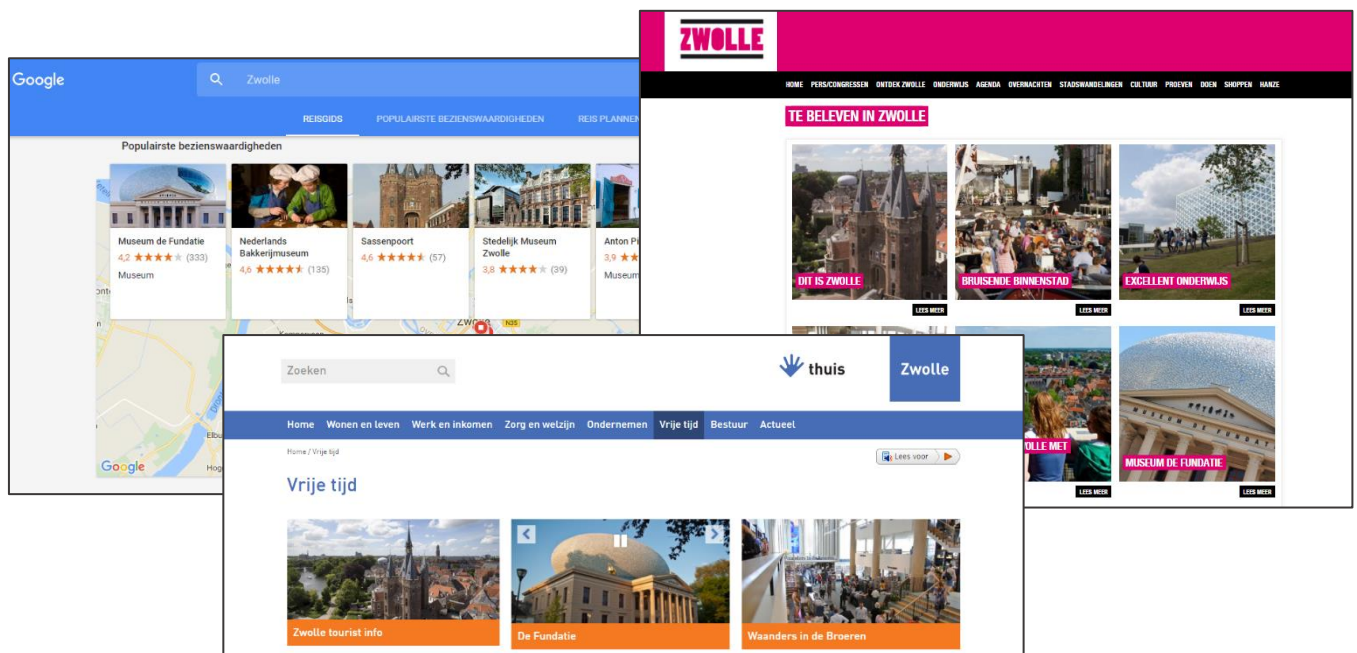 Google
Zwolle
REISGIDS
POPULAIRSTE BEZIENSWAARDIGHEDEN
REIS PLANNEN
Populairste bezienswaardigheden
Museum de Fundatie
4,2 ★★★★★ (333)
Museum
Nederlands
Bakkerijmuseum
4,6 ★★★★★ (135)
Sassenpoort
4,6 ★★★★★ (57)
Stedelijk Museum
Zwolle
3,8 ★★★★★ (39)
Anton Pi
3,9 ★★
Museum
N35
Google
ZWOLLE
HOME PERS/CONGRESSEN ONTDEK ZWOLLE ONDERWIJS AGENDA OVERNACHTEN STADSWANDELINGEN CULTUUR PROEVEN DOEN SHOPPEN HANZE
TE BELEVEN IN ZWOLLE
DIT IS ZWOLLE
LEES MEER
BRUISENDE BINNENSTAD
LEES MEER
EXCELLENT ONDERWIJS
LEES MEER
OLLE MET
LEES MEER
MUSEUM DE FUNDATIE
LEES MEER
Zoeken
thuis
Zwolle
Home Wonen en leven Werk en inkomen Zorg en welzijn Ondernemen Vrije tijd Bestuur Actueel
Home / Vrije tijd
Lees voor
Vrije tijd
Zwolle tourist info
De Fundatie
Waanders in de Broeren